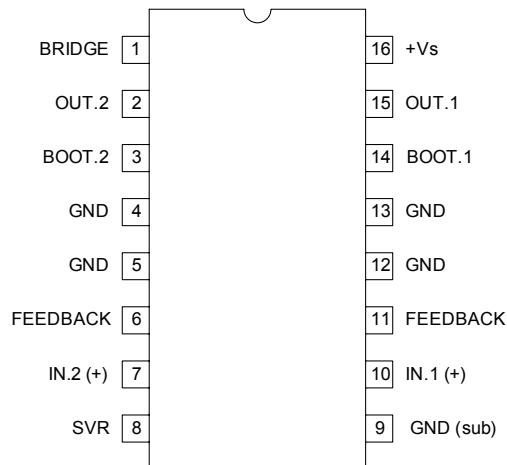 BRIDGE 1 16 +Vs
OUT.2 2 15 OUT.1
BOOT.2 3 14 BOOT.1
GND 4 13 GND
GND 5 12 GND
FEEDBACK 6 11 FEEDBACK
IN.2 (+) 7 10 IN.1 (+)
SVR 8 9 GND (sub)